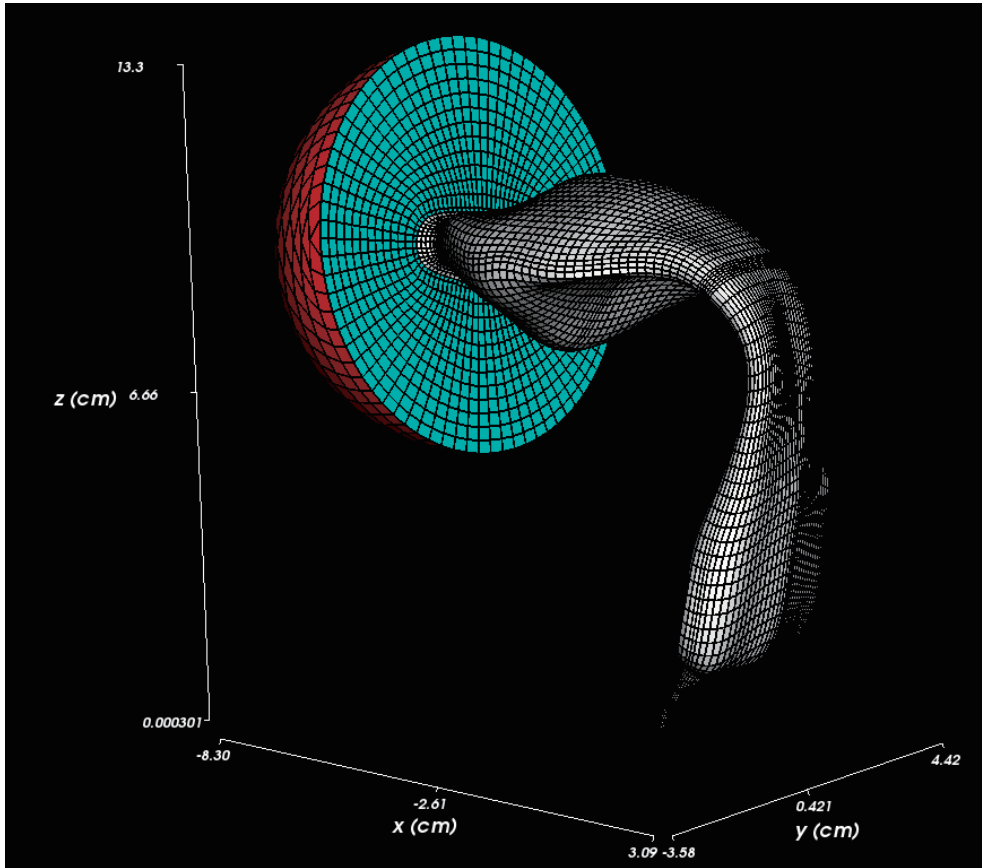 13.3
z (cm) 6.66
0.000301
-8.30
-2.61
x (cm)
3.09 -3.58
0.421
y (cm)
4.42